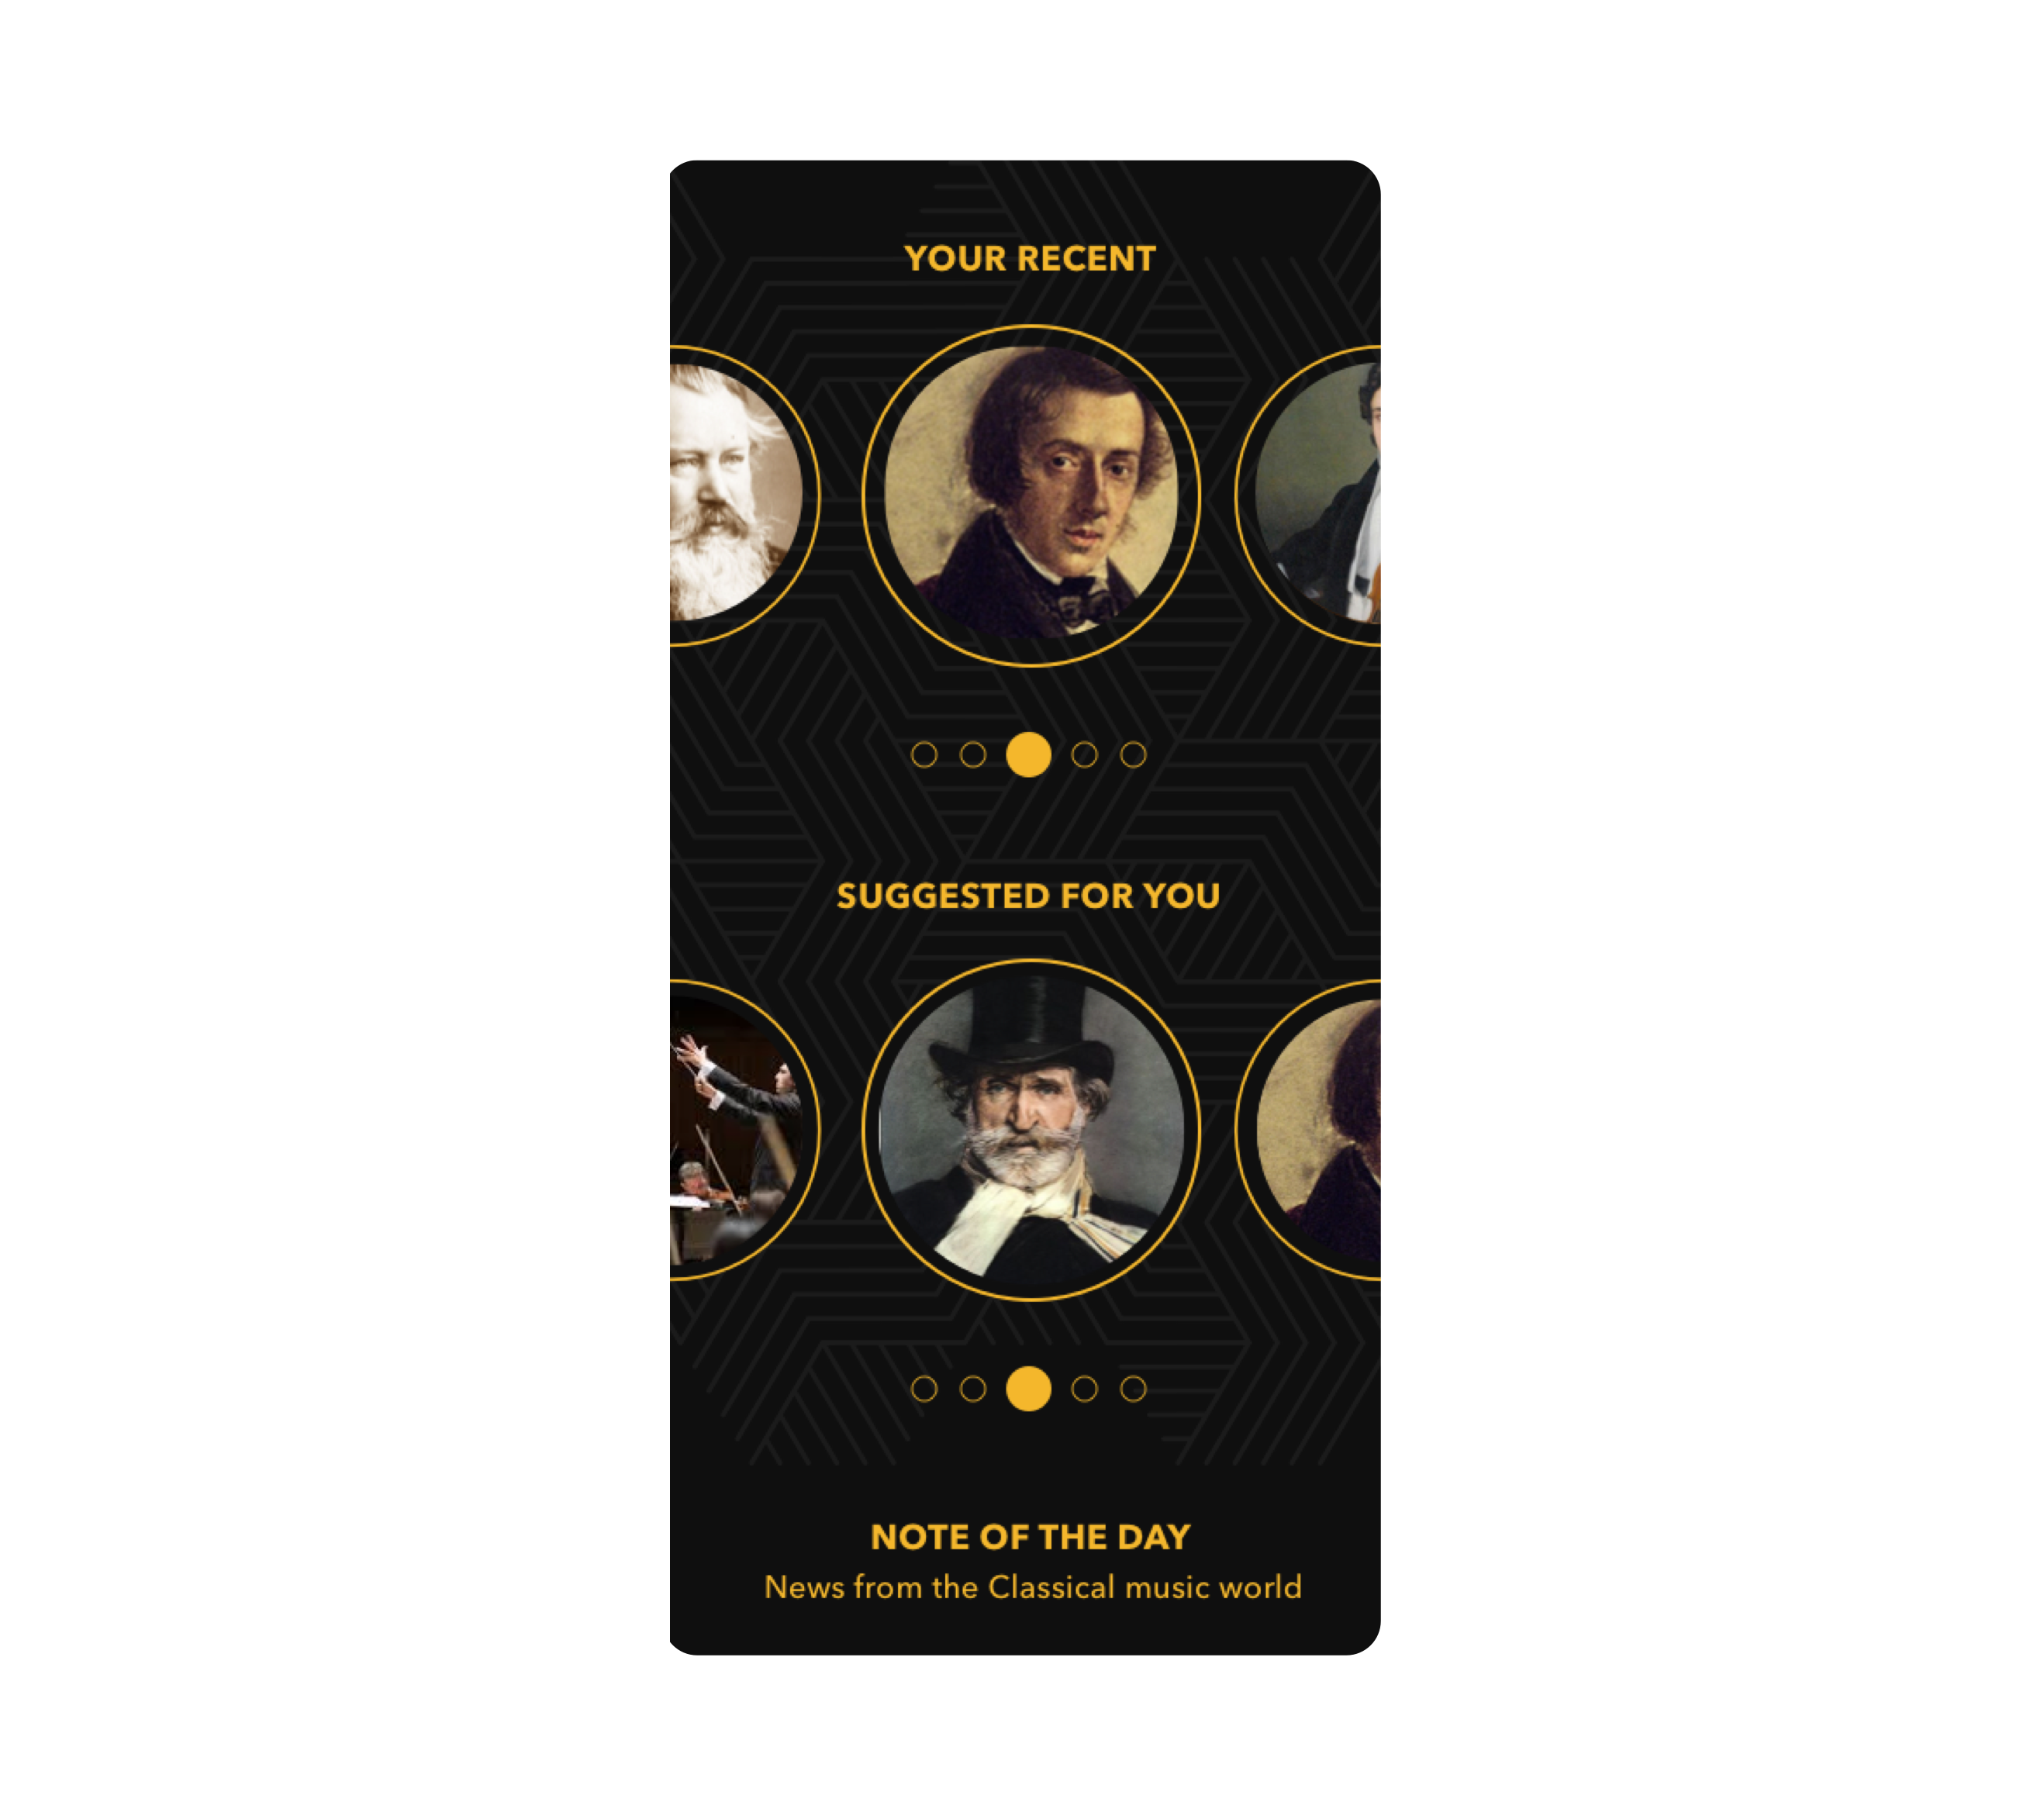 YOUR RECENT
SUGGESTED FOR YOU
NOTE OF THE DAY
News from the Classical music world